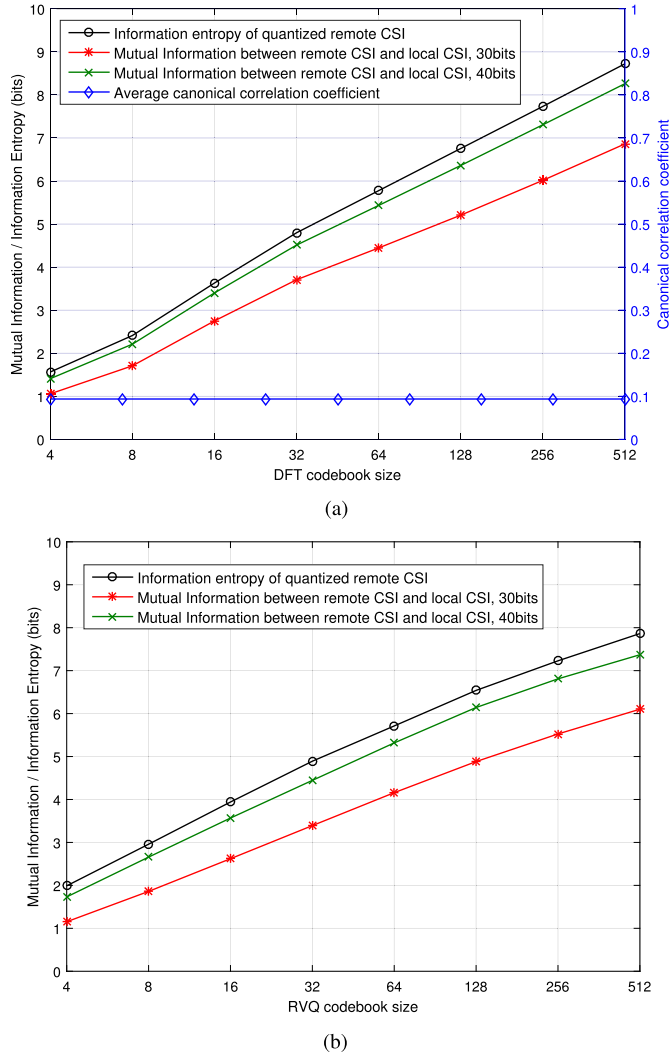 Information entropy of quantized remote CSI
Mutual Information between remote CSI and local CSI, 30bits
Mutual Information between remote CSI and local CSI, 40bits
Average canonical correlation coefficient
Mutual Information / Information Entropy (bits)
10
9
8
7
6
5
4
3
2
1
0
1
0.9
0.8
0.7
0.6
0.5
0.4
0.3
0.2
0.1
0
Canonical correlation coefficient
4 8 16 32 64 128 256 512
DFT codebook size
(a)
Information entropy of quantized remote CSI
Mutual Information between remote CSI and local CSI, 30bits
Mutual Information between remote CSI and local CSI, 40bits
Mutual Information / Information Entropy (bits)
10
9
8
7
6
5
4
3
2
1
0
4 8 16 32 64 128 256 512
RVQ codebook size
(b)